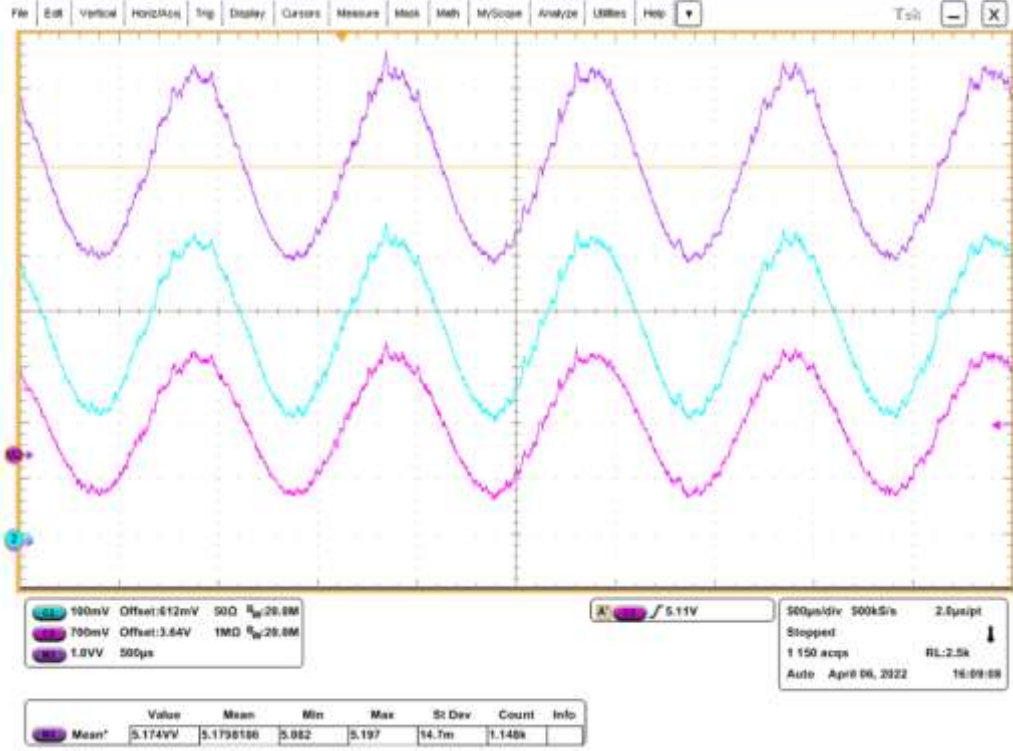 File Edit Vertical Horiz/Acq Trig Display Cursors Measure Mask Math MyScope Analyze Utilities Help Tek X
2
100mV Offset:612mV 50Ω BW:20.0M
700mV Offset:3.64V 1MΩ BW:20.0M
1.0VV 500µs
A' 5.11V
500µs/div 500kS/s 2.0µs/pt
Stopped
1 150 acqs RL:2.5k
Auto April 06, 2022 16:09:08
Value Mean Min Max St Dev Count Info
Mean* 5.174VV 5.1798186 5.082 5.197 14.7m 1.148k